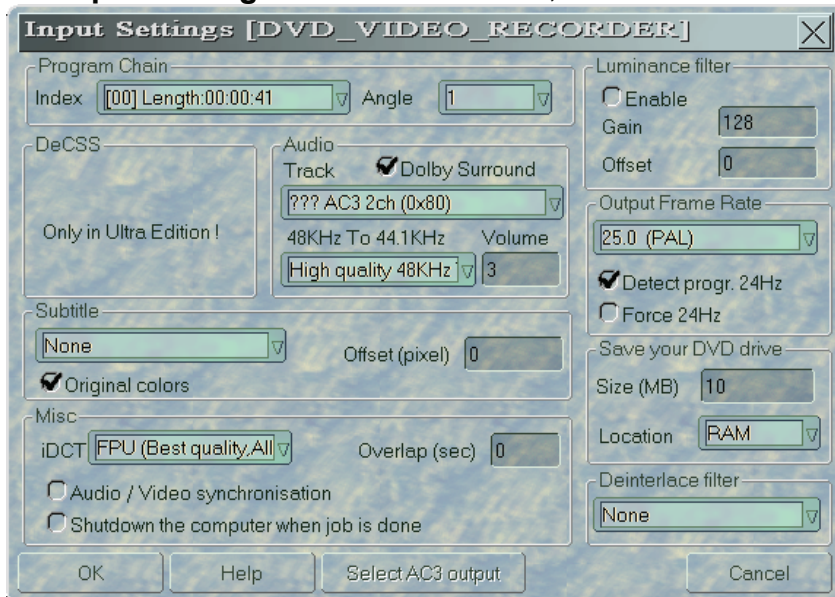 Input Settings [DVD_VIDEO_RECORDER]
Program Chain
Index [00] Length:00:00:41 Angle 1
DeCSS
Only in Ultra Edition !
Audio
Track Dolby Surround
??? AC3 2ch (0x80)
48KHz To 44.1KHz Volume
High quality 48KHz 3
Subtitle
None
Offset (pixel) 0
Original colors
Misc
iDCT FPU (Best quality,All
Overlap (sec) 0
Audio / Video synchronisation
Shutdown the computer when job is done
Luminance filter
Enable
Gain 128
Offset 0
Output Frame Rate
25.0 (PAL)
Detect progr. 24Hz
Force 24Hz
Save your DVD drive
Size (MB) 10
Location RAM
Deinterlace filter
None
OK Help Select AC3 output Cancel